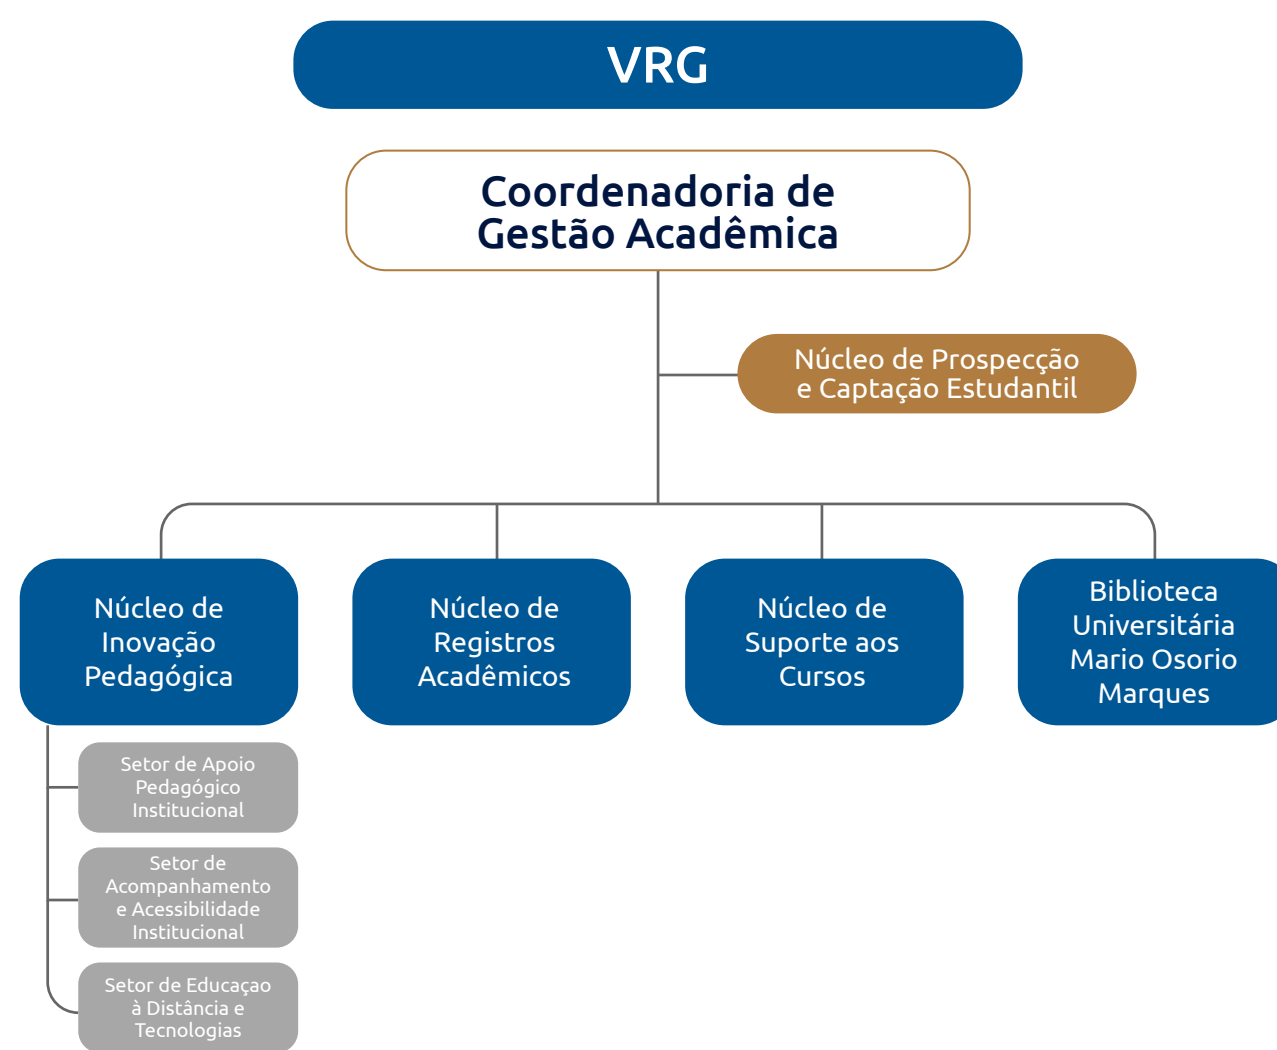 VRG
Coordenadoria de
Gestão Acadêmica
Núcleo de Prospecção
e Captação Estudantil
Núcleo de
Inovação
Pedagógica
Núcleo de
Registros
Acadêmicos
Núcleo de
Suporte aos
Cursos
Biblioteca
Universitária
Mario Osorio
Marques
Setor de Apoio
Pedagógico
Institucional
Setor de
Acompanhamento
e Acessibilidade
Institucional
Setor de Educaçao
à Distância e
Tecnologias